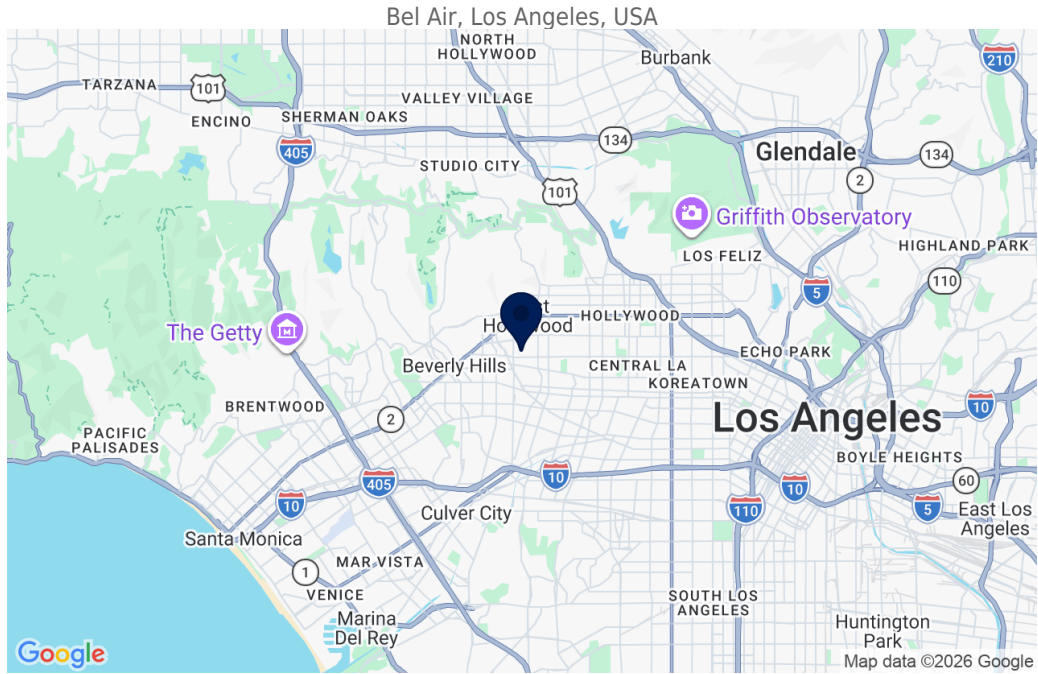 Bel Air, Los Angeles, USA
NORTH
HOLLYWOOD
Burbank
210
TARZANA
101
VALLEY VILLAGE
ENCINO
SHERMAN OAKS
405
134
Glendale
134
STUDIO CITY
2
101
Griffith Observatory
HIGHLAND PARK
LOS FELIZ
110
5
The Getty
HOLLYWOOD
Beverly Hills
CENTRAL LA
ECHO PARK
KOREATOWN
BRENTWOOD
2
Los Angeles
10
PACIFIC
PALISADES
BOYLE HEIGHTS
405
10
10
60
10
110
5
Culver City
East Los
Angeles
Santa Monica
MAR VISTA
1
VENICE
SOUTH LOS
ANGELES
Marina
Del Rey
Huntington
Park
Google
Map data ©2026 Google